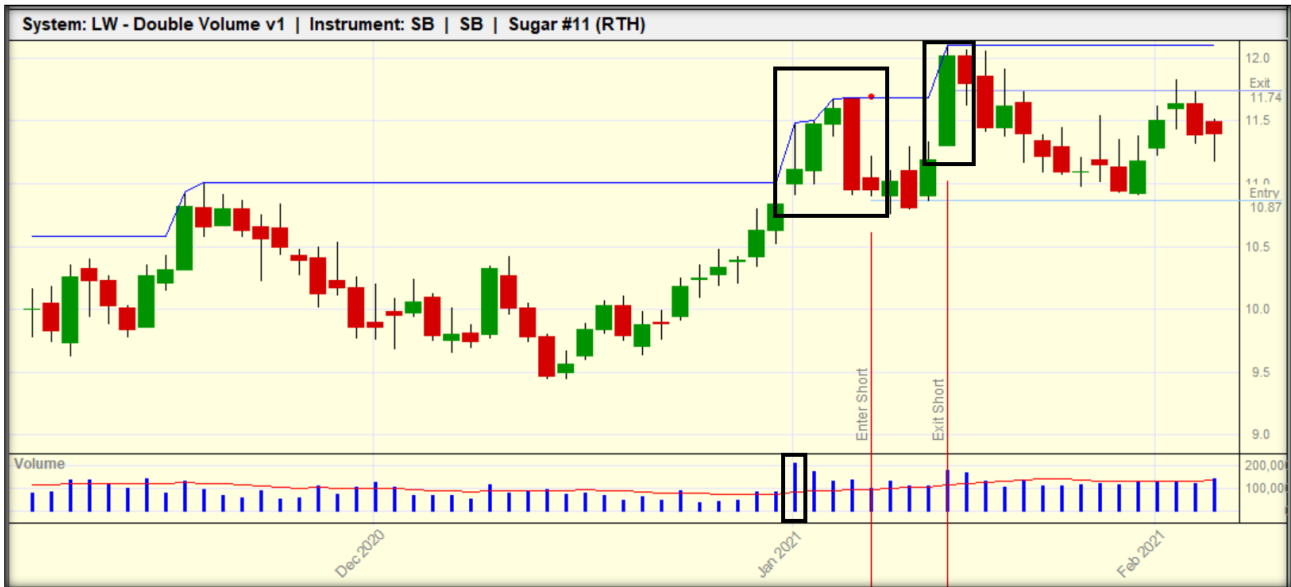 System: LW - Double Volume v1 | Instrument: SB | SB | Sugar #11 (RTH)
12.0
Exit
11.74
11.5
11.0
Entry
10.87
10.5
10.0
9.5
9.0
Enter Short
Exit Short
Volume
200,00
100,00
Dec 2020
Jan 2021
Feb 2021